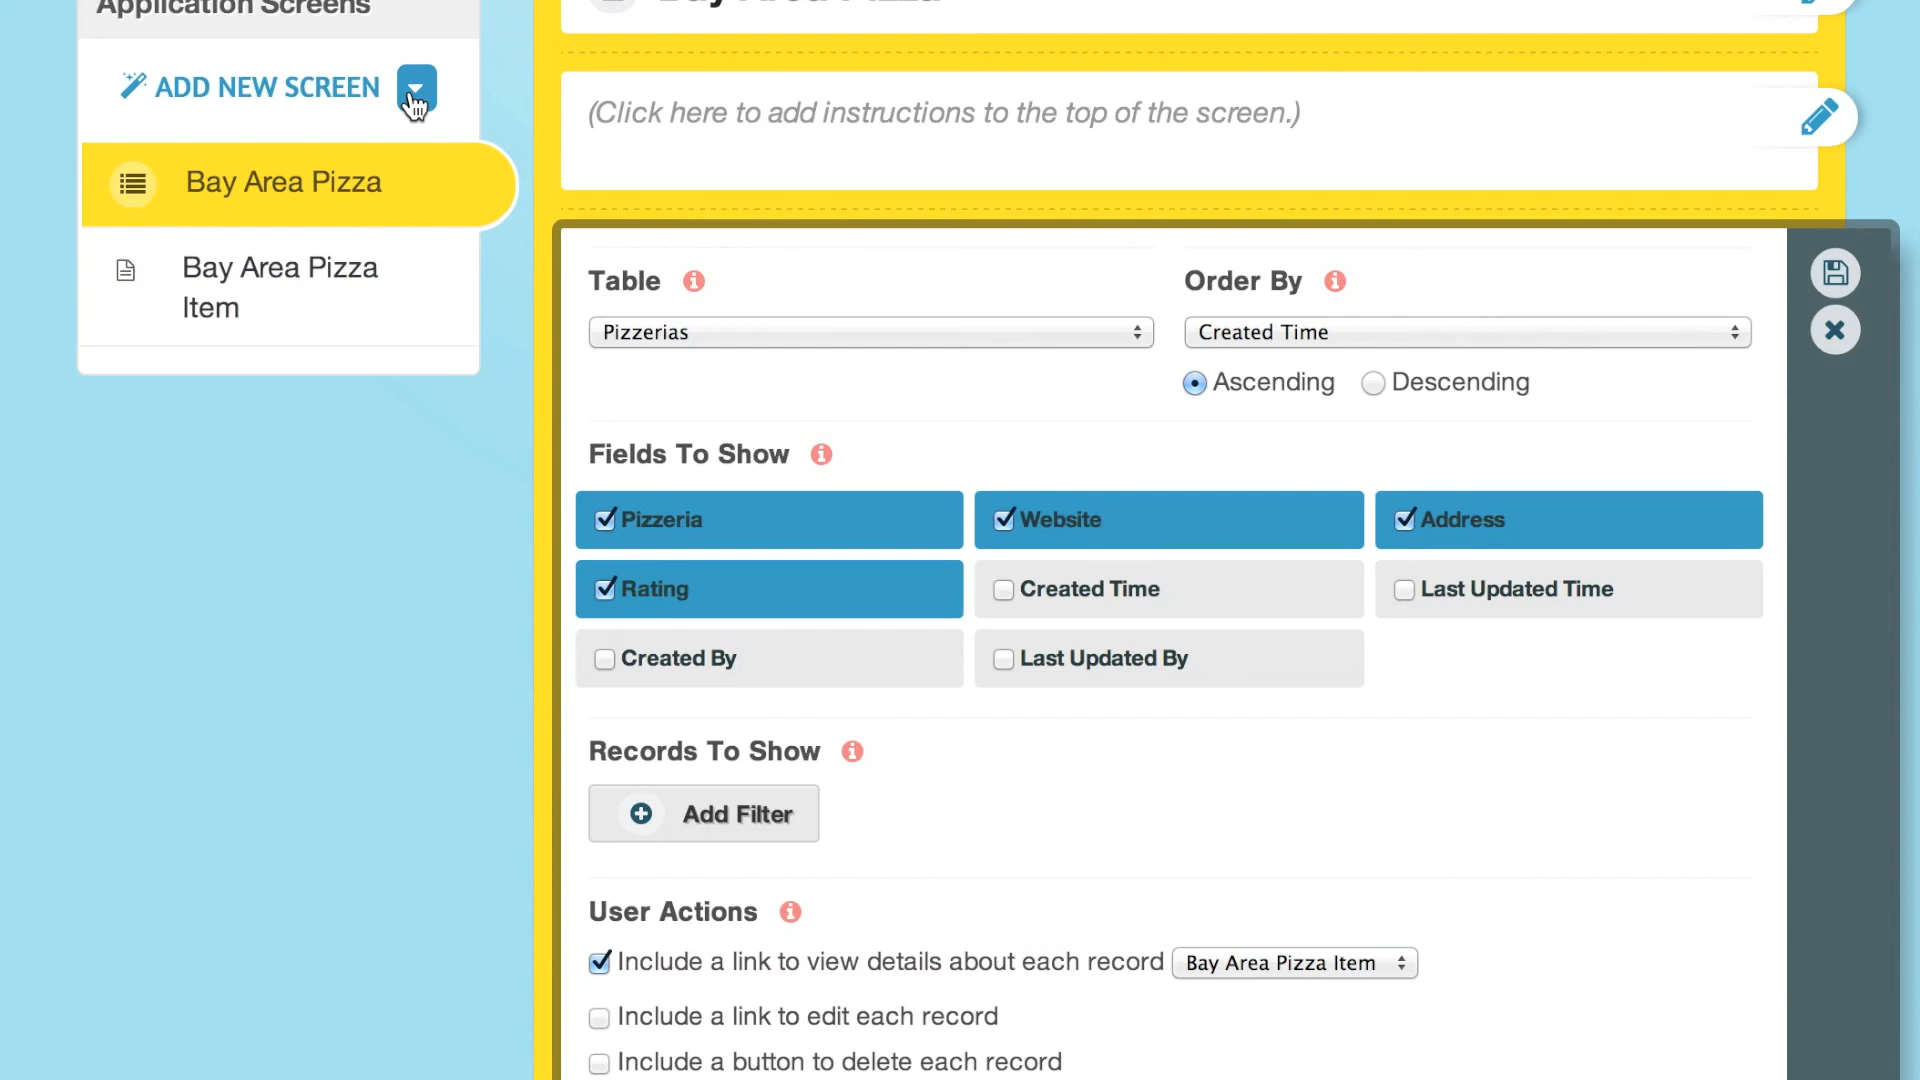 Application Screens
ADD NEW SCREEN
Bay Area Pizza
Bay Area Pizza
Item
Bay Area Pizza
(Click here to add instructions to the top of the screen.)
Table
Order By
Pizzerias
Created Time
Ascending
Descending
Fields To Show
Pizzeria
Website
Address
Rating
Created Time
Last Updated Time
Created By
Last Updated By
Records To Show
Add Filter
User Actions
Include a link to view details about each record
Bay Area Pizza Item
Include a link to edit each record
Include a button to delete each record